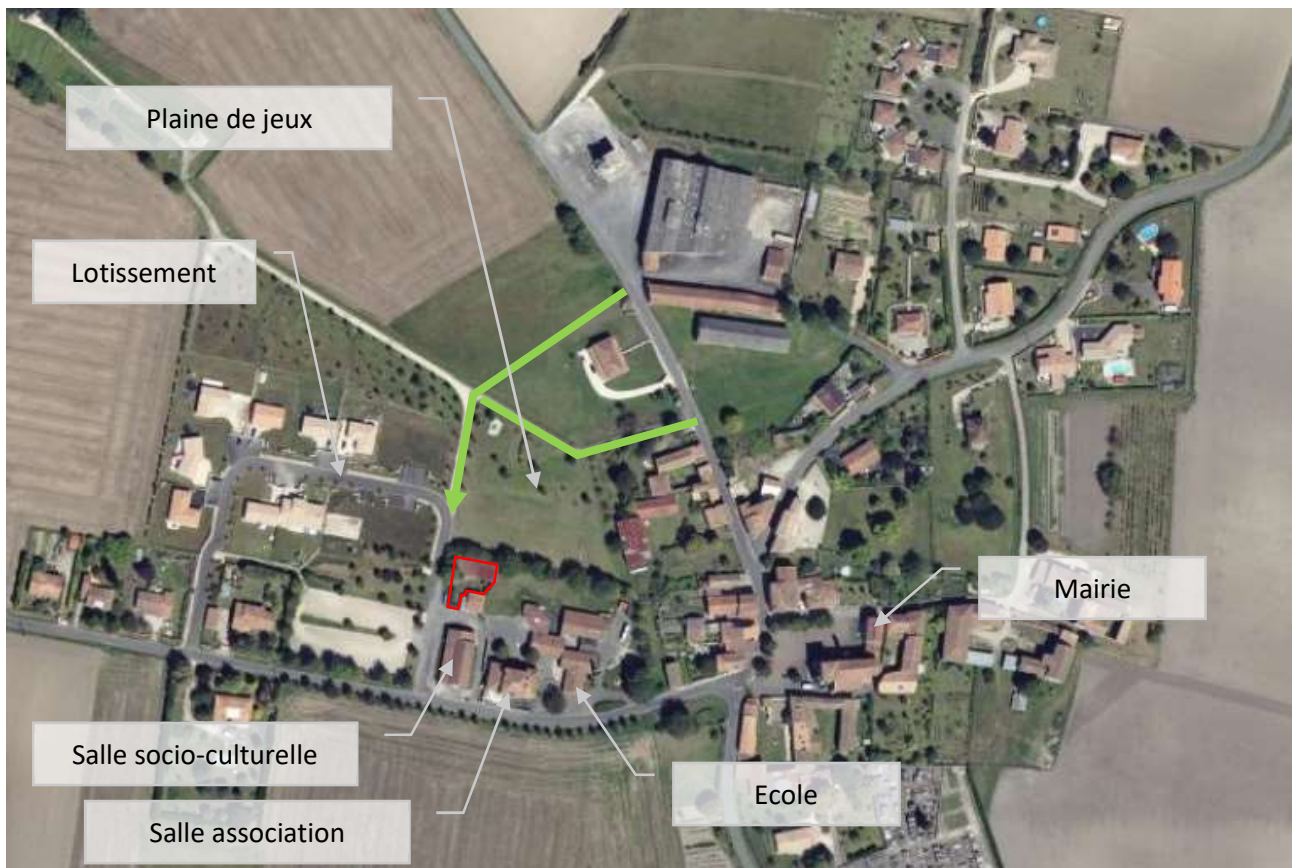 Plaine de jeux
Lotissement
Mairie
Salle socio-culturelle
Ecole
Salle association